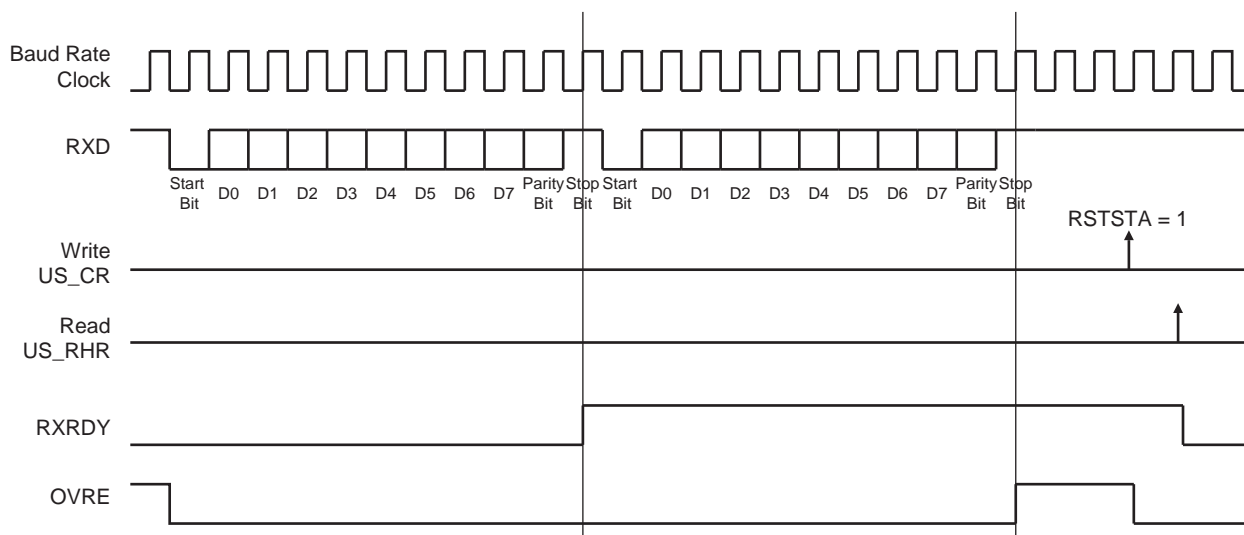 Baud Rate
Clock
RXD
Start
Bit
D0 D1 D2 D3 D4 D5 D6 D7
Parity
Bit
Stop
Bit
Start
Bit
D0 D1 D2 D3 D4 D5 D6 D7
Parity
Bit
Stop
Bit
RSTSTA = 1
Write
US_CR
Read
US_RHR
RXRDY
OVRE